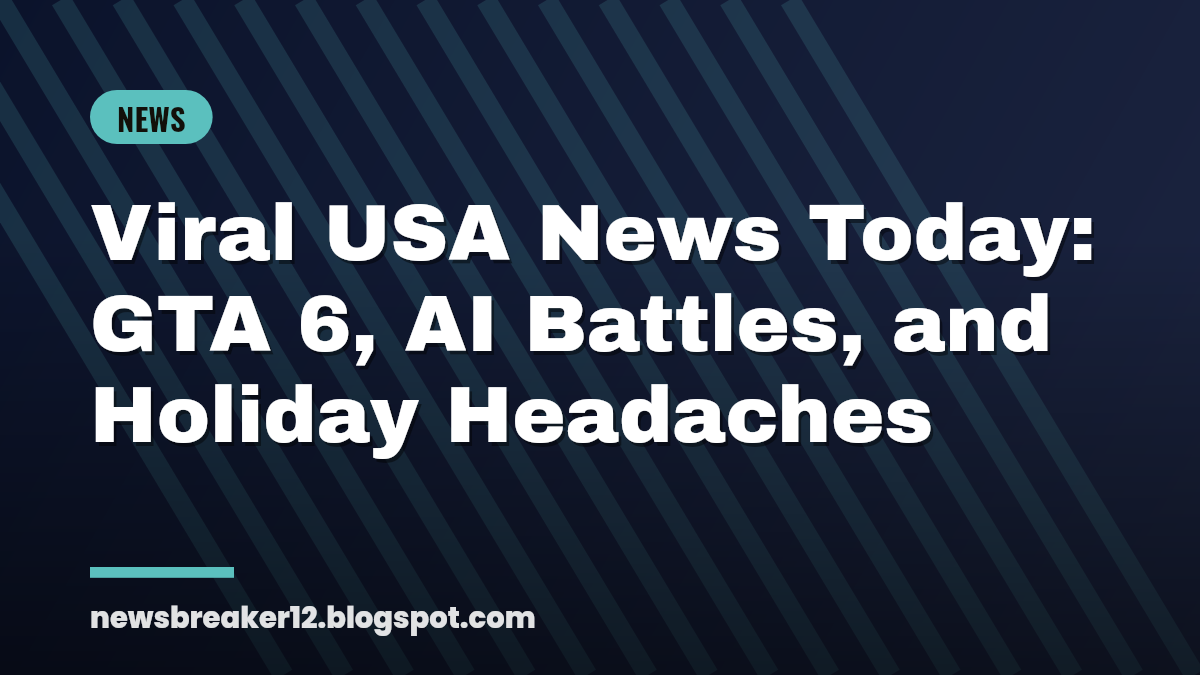 NEWS
Viral USA News Today:
GTA 6, AI Battles, and
Holiday Headaches
newsbreaker12.blogspot.com